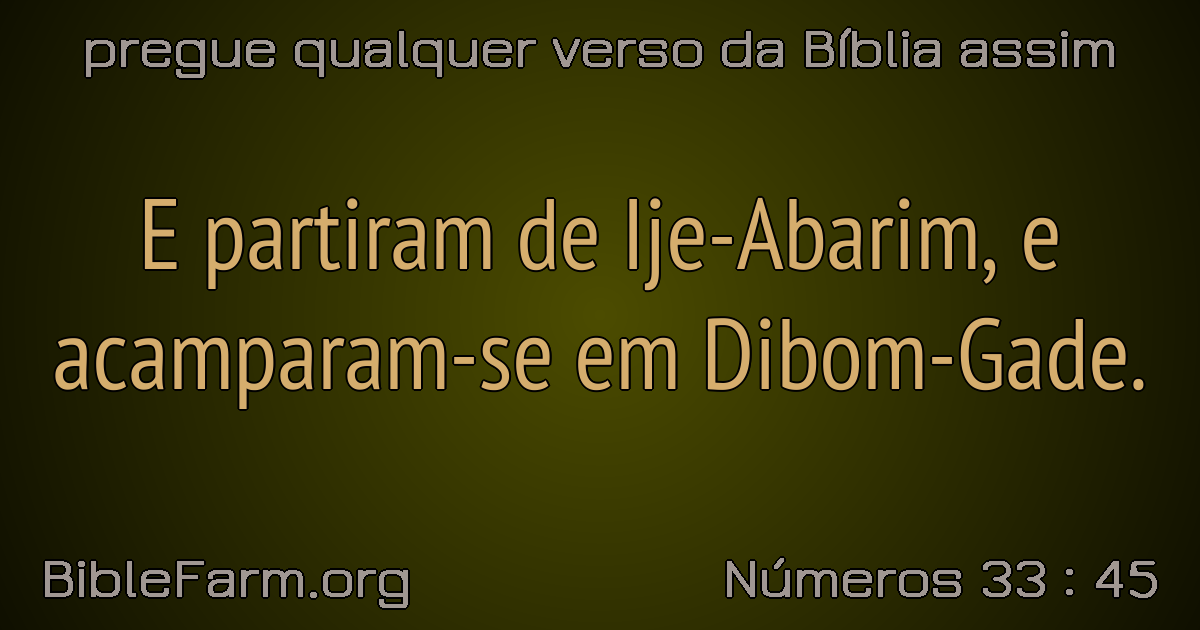 pregue qualquer verso da Bíblia assim
E partiram de Ije-Abarim, e
acamparam-se em Dibom-Gade.
BibleFarm.org
Números 33 : 45